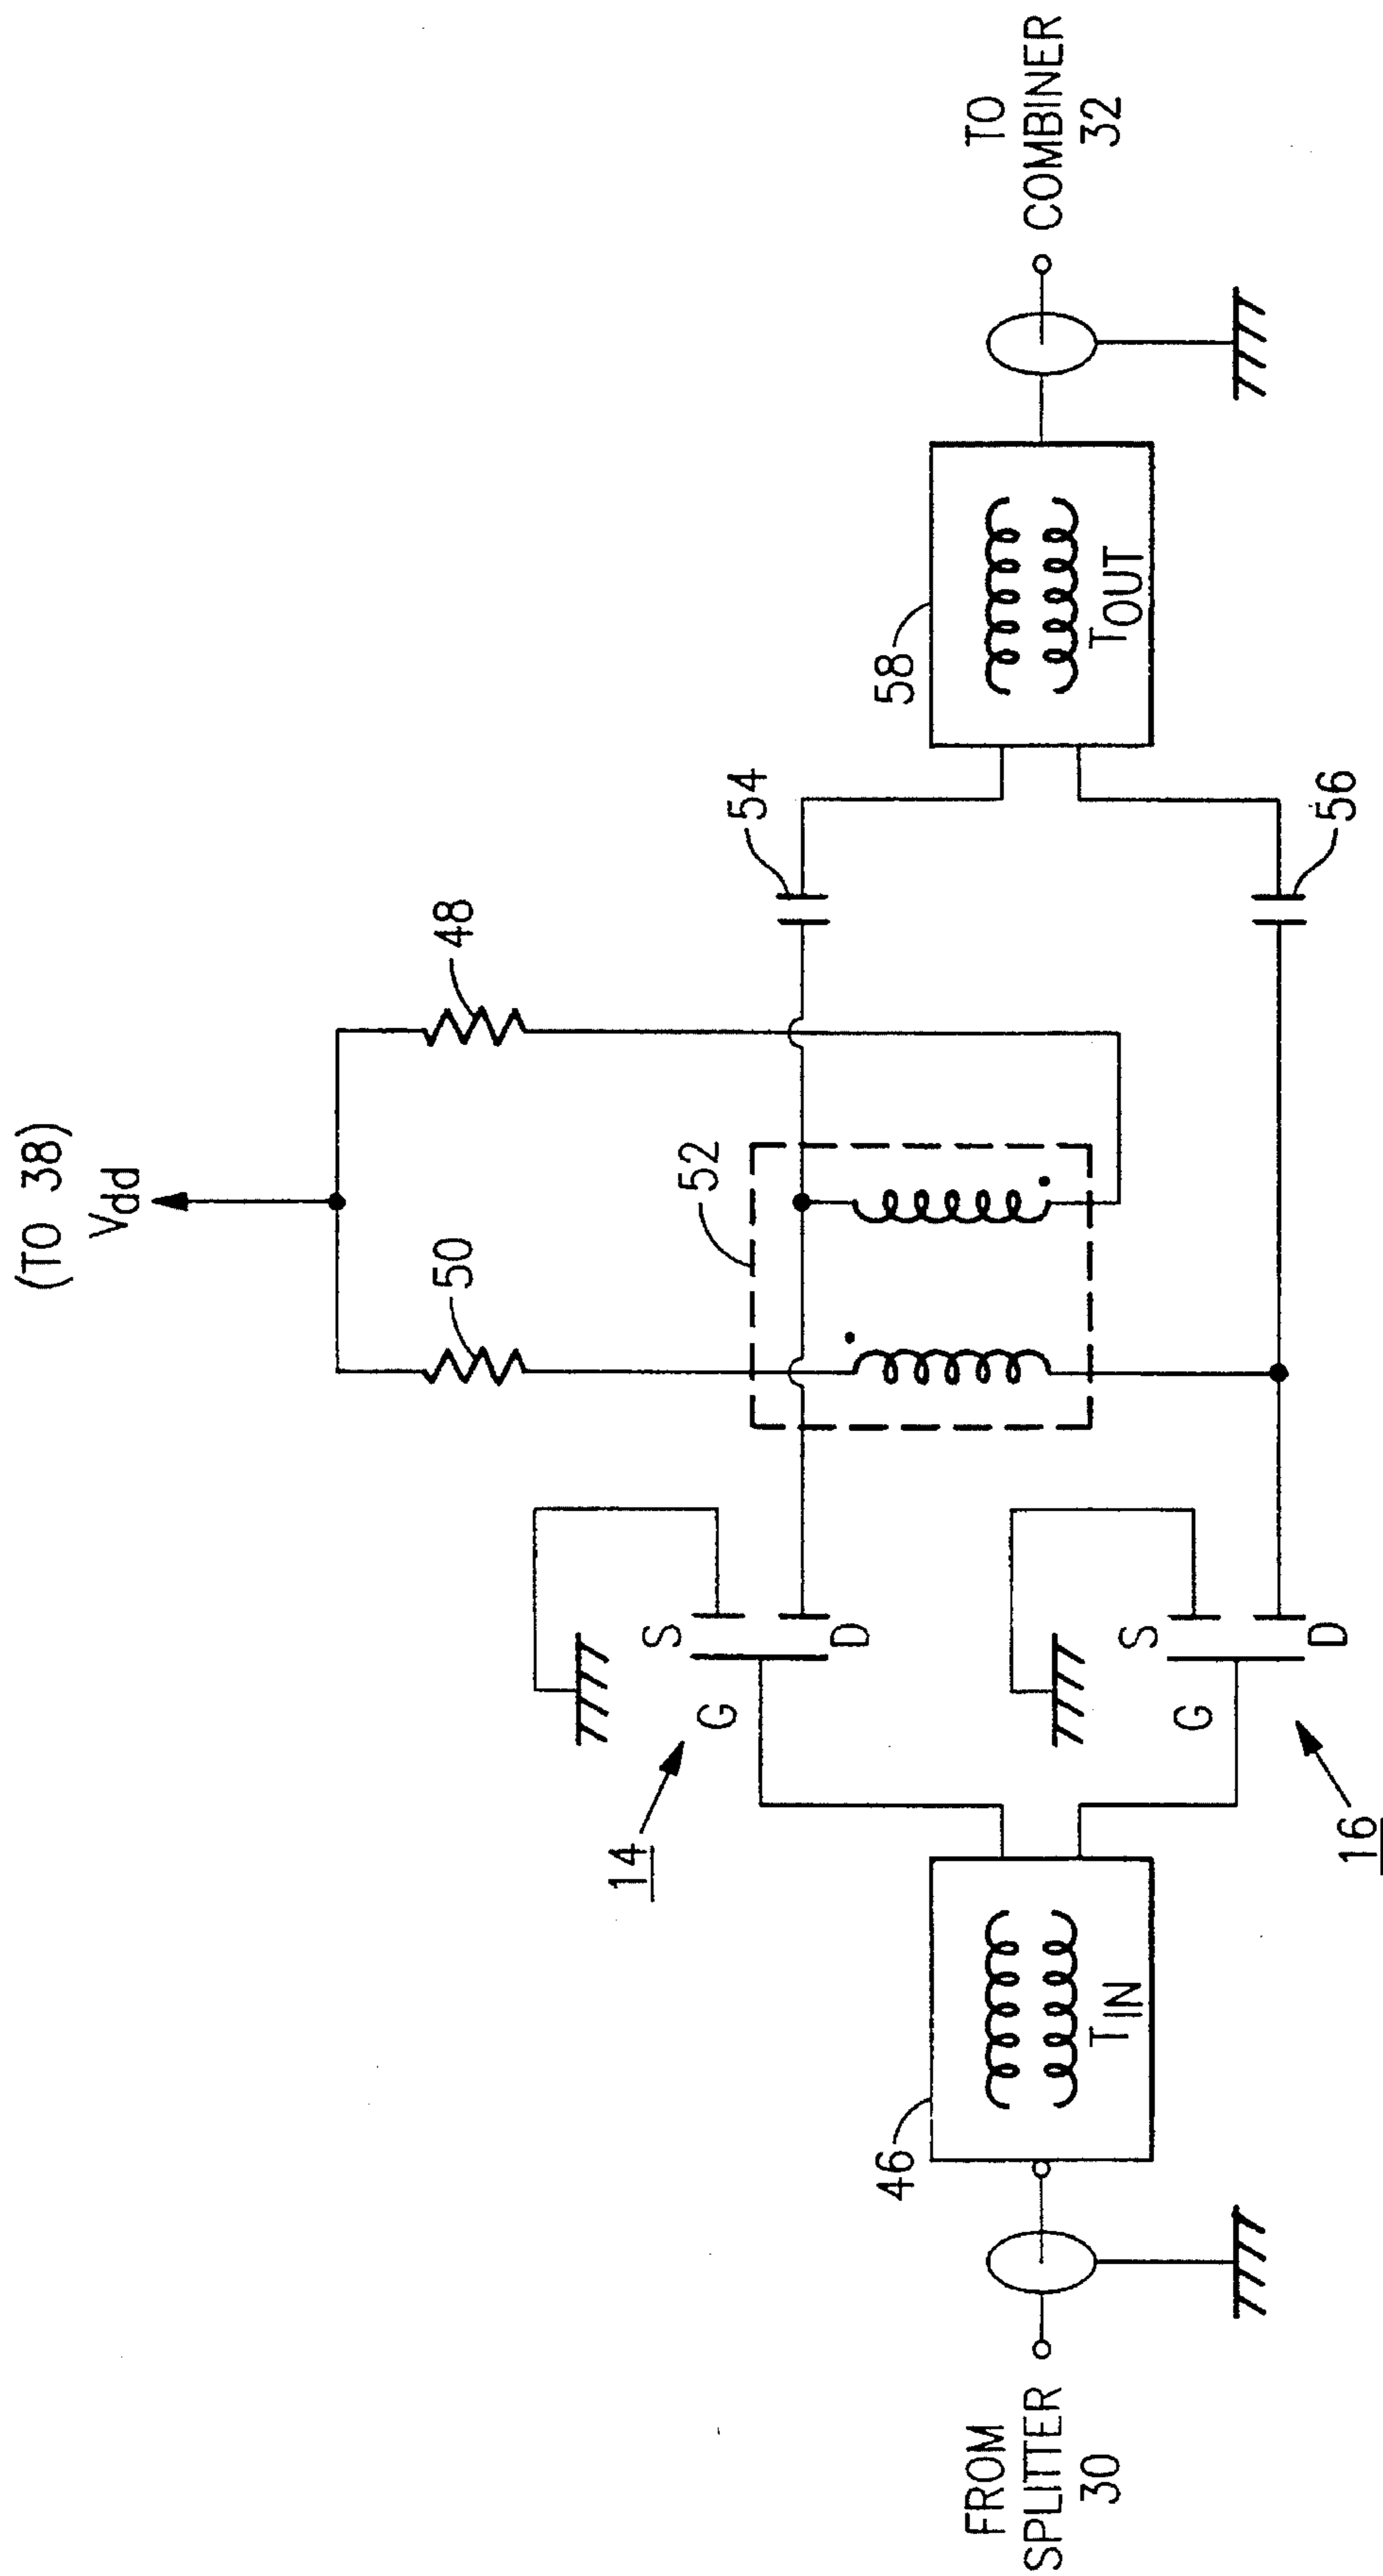 (TO 38)
Vdd
50
48
52
54
14
S
G
D
16
S
G
D
FROM
SPLITTER
30
46
TIN
58
TOUT
56
TO
COMBINER
32